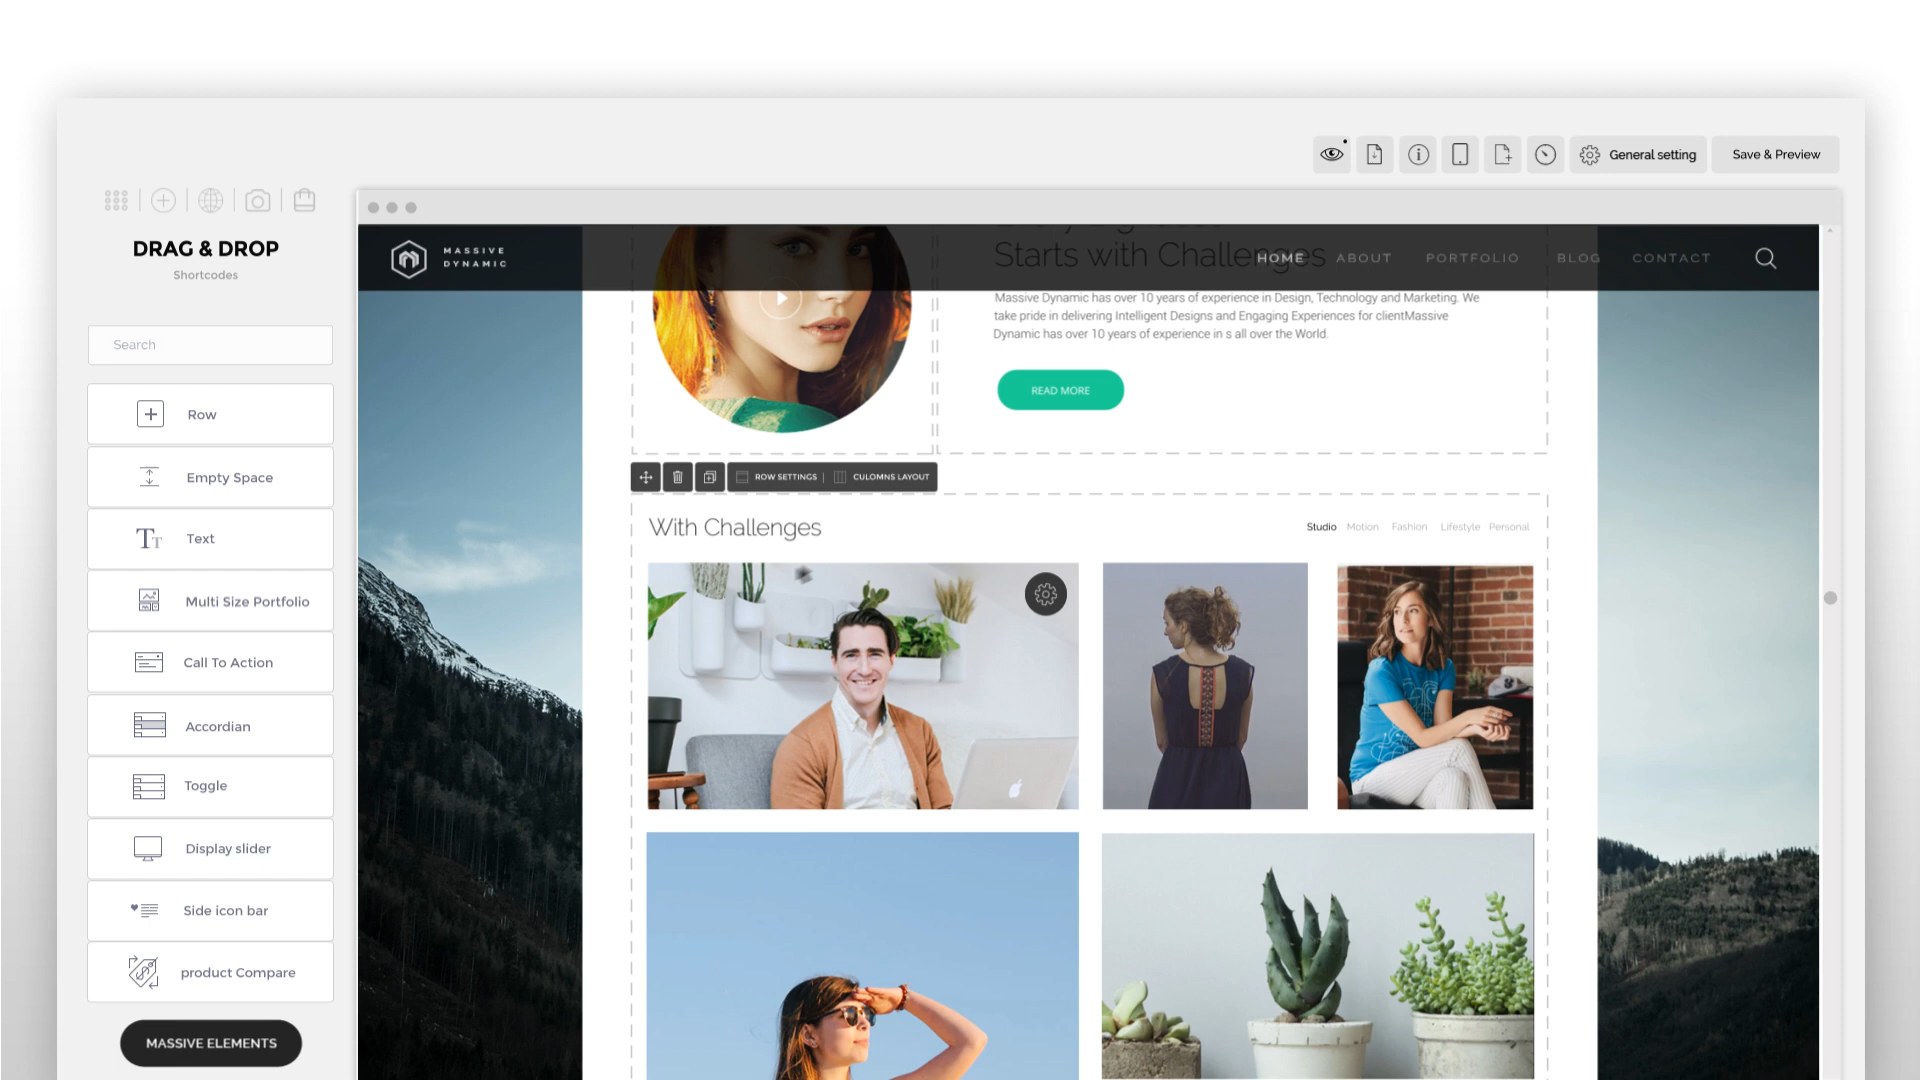 General setting
Save & Preview
DRAG & DROP
Shortcodes
Search
Row
Empty Space
Text
Multi Size Portfolio
Call To Action
Accordian
Toggle
Display slider
Side icon bar
product Compare
MASSIVE ELEMENTS
MASSIVE
DYNAMIC
HOME
ABOUT
PORTFOLIO
BLOG
CONTACT
Starts with Challenges
Massive Dynamic has over 10 years of experience in Design, Technology and Marketing. We
take pride in delivering Intelligent Designs and Engaging Experiences for clientMassive
Dynamic has over 10 years of experience in s all over the World.
READ MORE
ROW SETTINGS |
CULOMNS LAYOUT
With Challenges
Studio
Motion
Fashion
Lifestyle
Personal